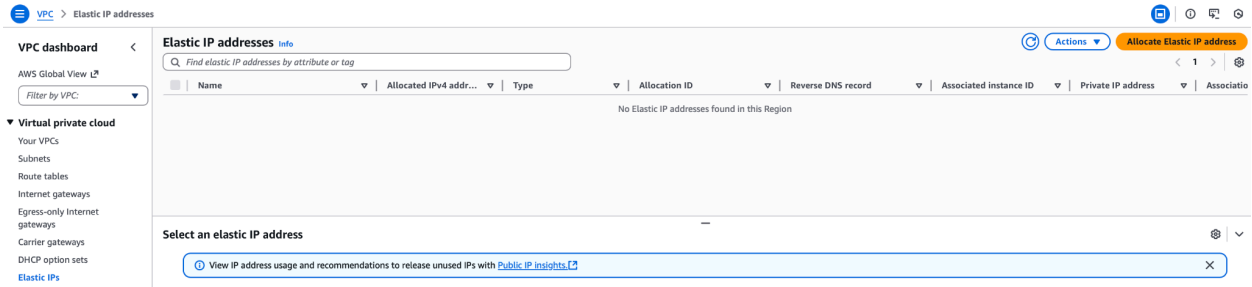 VPC > Elastic IP addresses
VPC dashboard
AWS Global View
Filter by VPC:
Virtual private cloud
Your VPCs
Subnets
Route tables
Internet gateways
Egress-only Internet
gateways
Carrier gateways
DHCP option sets
Elastic IPs
Elastic IP addresses Info
Actions
Allocate Elastic IP address
Find elastic IP addresses by attribute or tag
1
Name
Allocated IPv4 addr...
Type
Allocation ID
Reverse DNS record
Associated instance ID
Private IP address
Associatio
No Elastic IP addresses found in this Region
Select an elastic IP address
View IP address usage and recommendations to release unused IPs with Public IP insights.